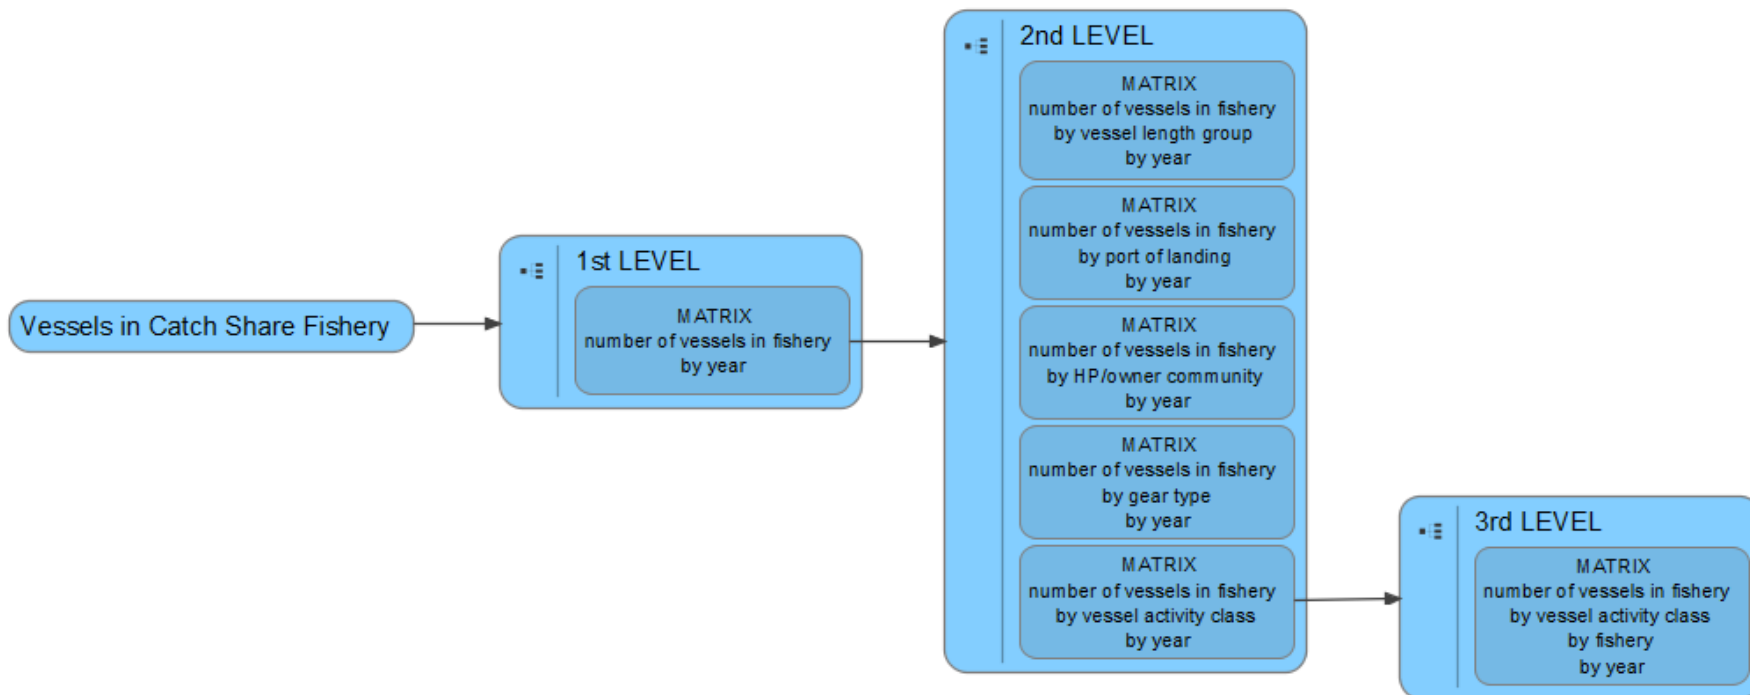 Vessels in Catch Share Fishery
1st LEVEL
MATRIX
number of vessels in fishery
by year
2nd LEVEL
MATRIX
number of vessels in fishery
by vessel length group
by year
MATRIX
number of vessels in fishery
by port of landing
by year
MATRIX
number of vessels in fishery
by HP/owner community
by year
MATRIX
number of vessels in fishery
by gear type
by year
MATRIX
number of vessels in fishery
by vessel activity class
by year
3rd LEVEL
MATRIX
number of vessels in fishery
by vessel activity class
by fishery
by year